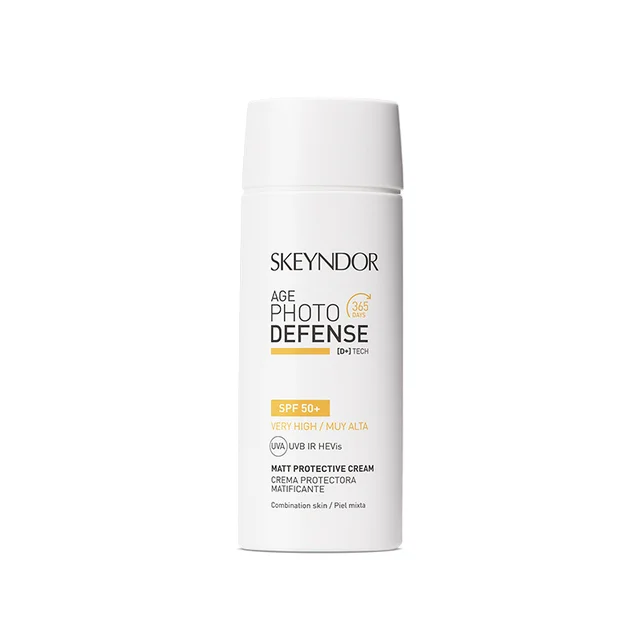 SKEYNDOR
AGE
PHOTO
DEFENSE
365
DAYS
[D+] TECH
SPF 50+
VERY HIGH / MUY ALTA
UVA UVB IR HEVis
MATT PROTECTIVE CREAM
CREMA PROTECTORA
MATIFICANTE
Combination skin / Piel mixta